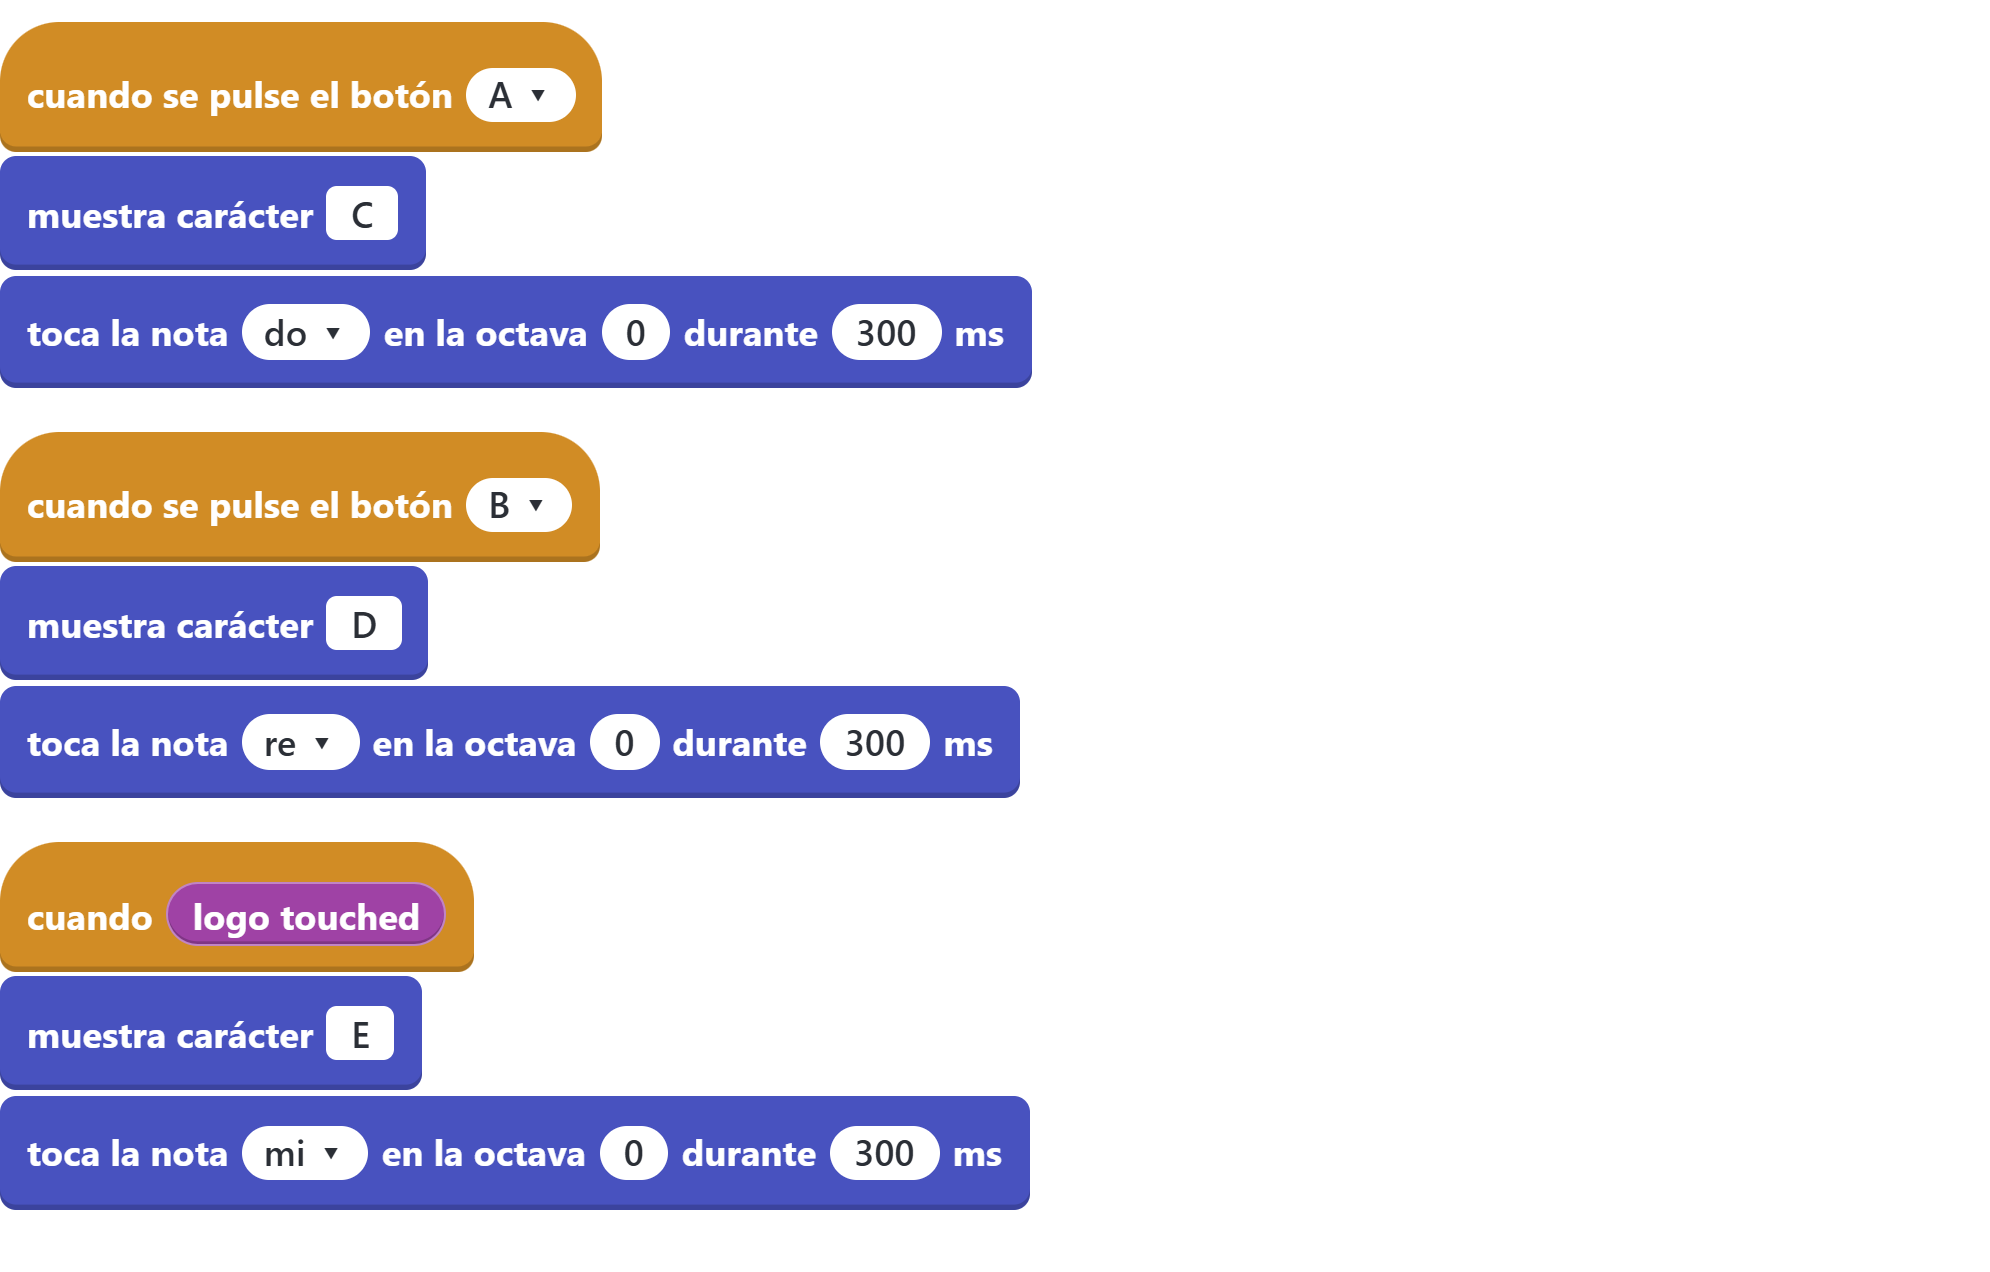 cuando se pulse el botón A
muestra carácter C
toca la nota do en la octava 0 durante 300 ms
cuando se pulse el botón B
muestra carácter D
toca la nota re en la octava 0 durante 300 ms
cuando logo touched
muestra carácter E
toca la nota mi en la octava 0 durante 300 ms